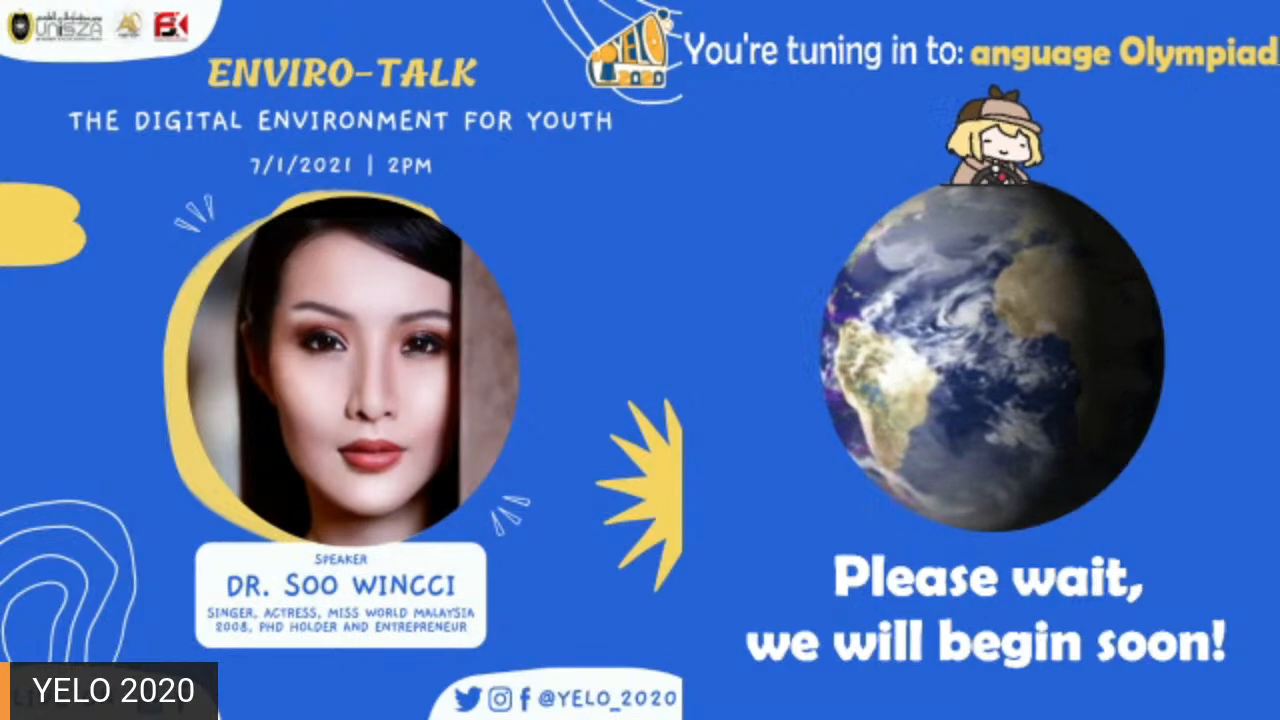 UNISZA
ENVIRO-TALK
THE DIGITAL ENVIRONMENT FOR YOUTH
7/1/2021 | 2PM
YELO
You're tuning in to: anguage Olympiad
SPEAKER
DR. SOO WINCCI
SINGER, ACTRESS, MISS WORLD MALAYSIA
2008, PHD HOLDER AND ENTREPRENEUR
Please wait,
we will begin soon!
YELO 2020
@YELO_2020